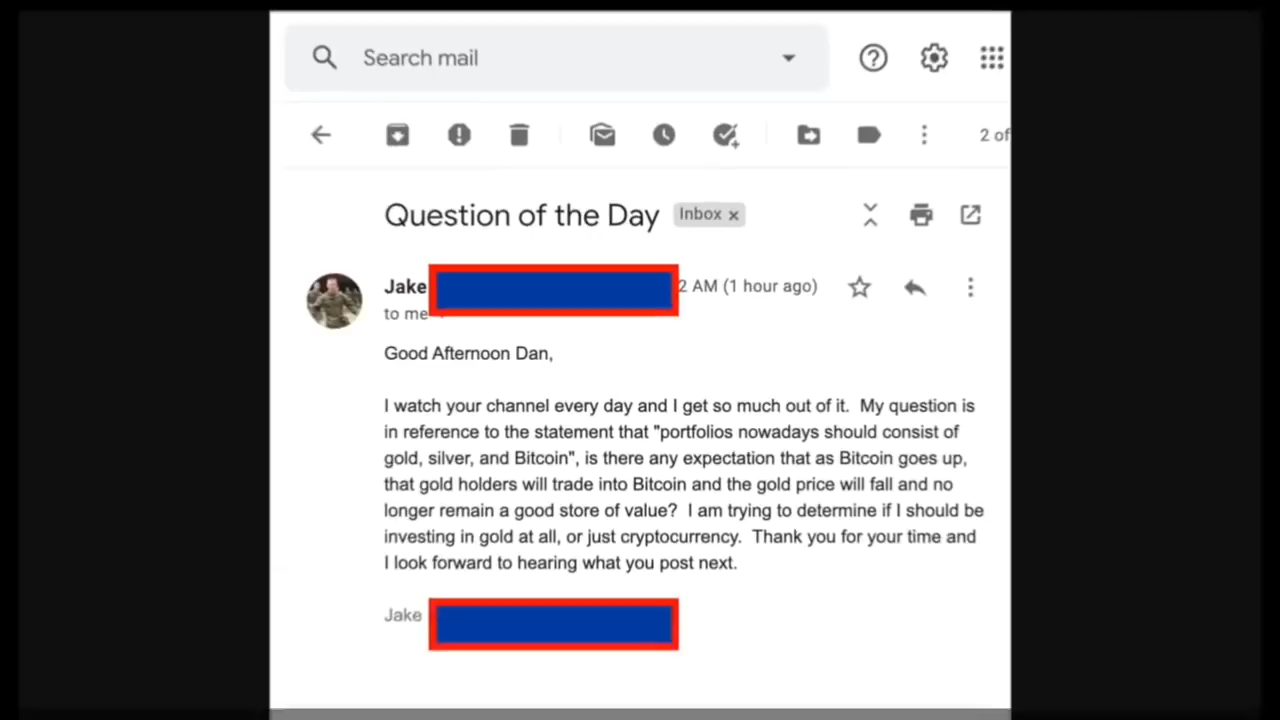 Search mail
2 of
Question of the Day Inbox x
Jake 2 AM (1 hour ago)
to me
Good Afternoon Dan,
I watch your channel every day and I get so much out of it.  My question is
in reference to the statement that "portfolios nowadays should consist of
gold, silver, and Bitcoin", is there any expectation that as Bitcoin goes up,
that gold holders will trade into Bitcoin and the gold price will fall and no
longer remain a good store of value?  I am trying to determine if I should be
investing in gold at all, or just cryptocurrency.  Thank you for your time and
I look forward to hearing what you post next.
Jake